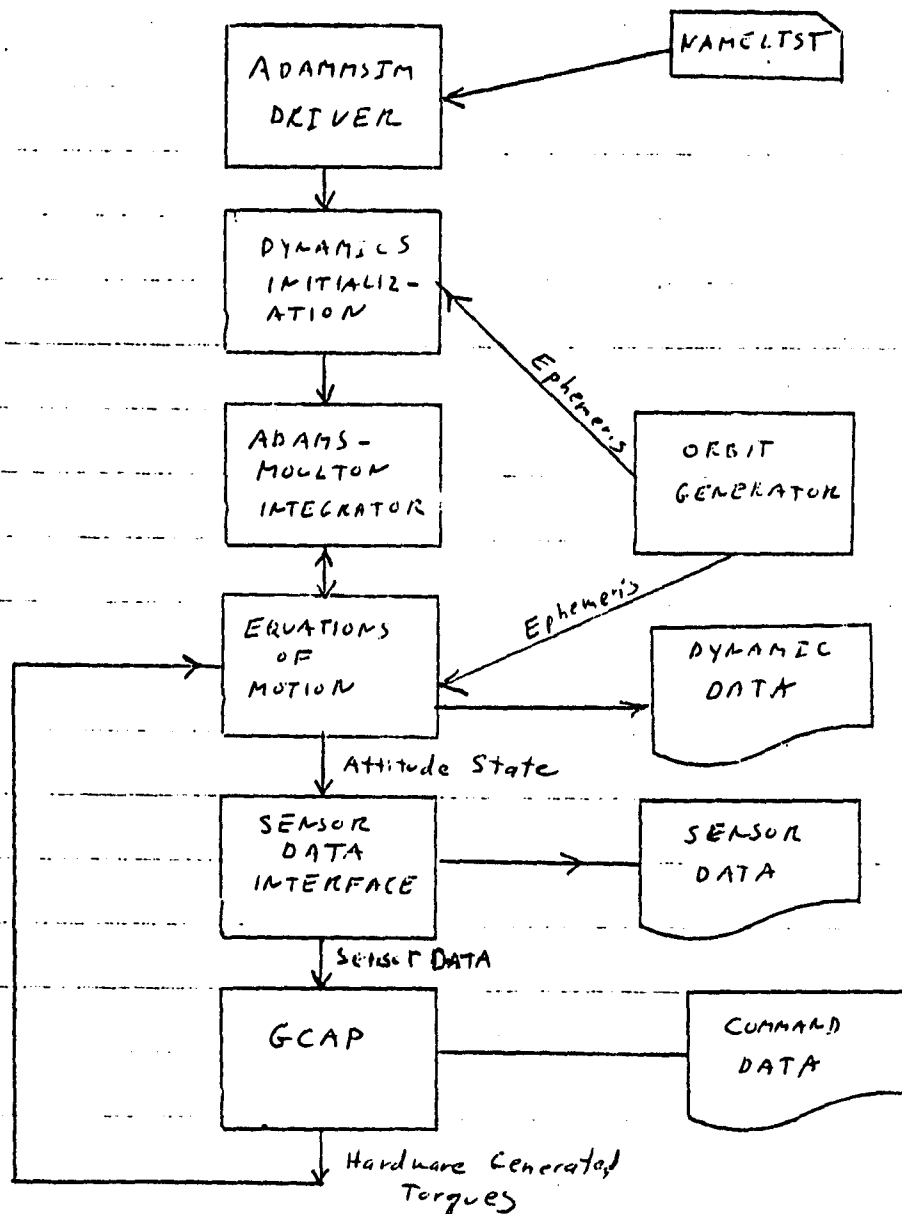 NAMELIST
ADAMMSIM
DRIVER
DYNAMICS
INITIALIZ-
ATION
Ephemeris
ADAMS-
MOULTON
INTEGRATOR
ORBIT
GENERATOR
Ephemeris
EQUATIONS
OF
MOTION
DYNAMIC
DATA
Attitude State
SENSOR
DATA
INTERFACE
SENSOR
DATA
Sensor DATA
GCAP
COMMAND
DATA
Hardware Generated
Torques